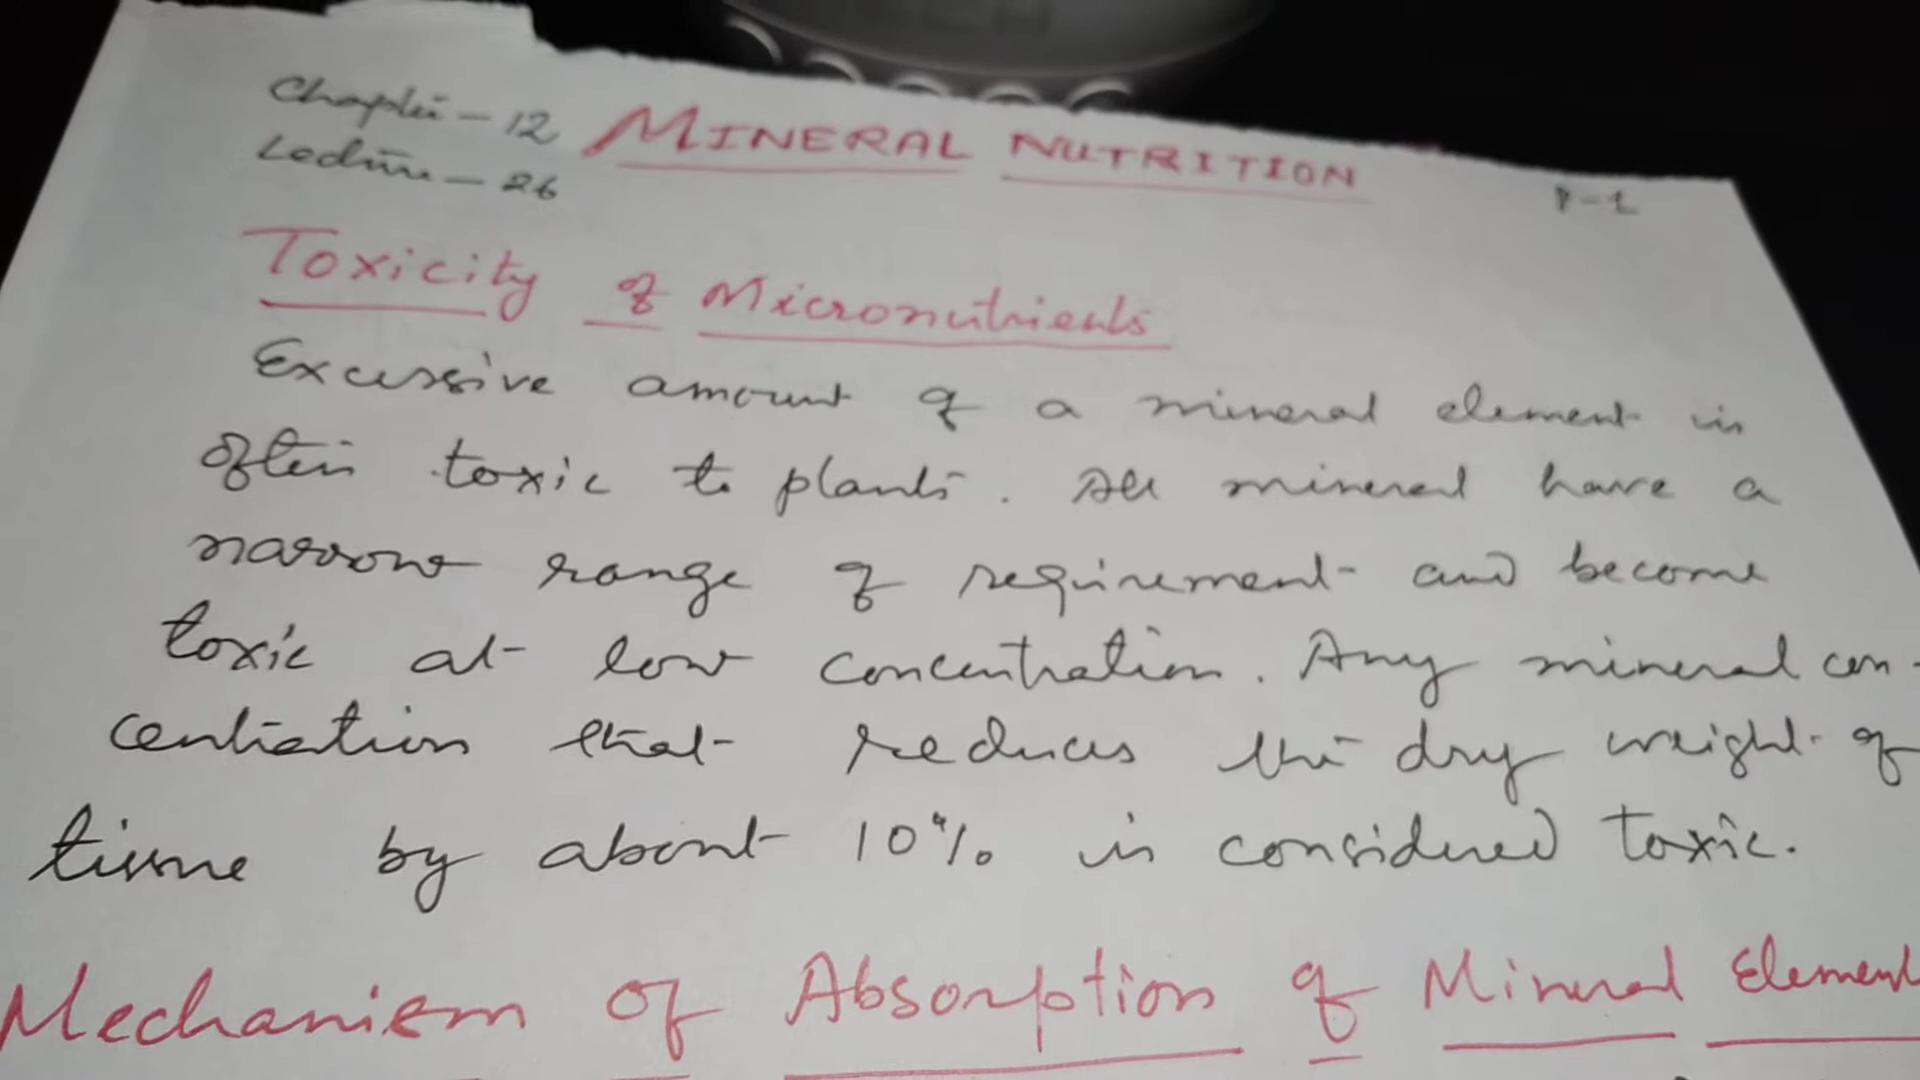 Chapter - 12 MINERAL NUTRITION
Lecture - 26
P-1
Toxicity of Micronutrients
Excessive amount of a mineral element is
often toxic to plants. All mineral have a
narrow range of requirement and become
toxic at low concentration. Any mineral con-
centration that reduces the dry weight of
tissue by about 10% is considered toxic.
Mechanism of Absorption of Mineral Element